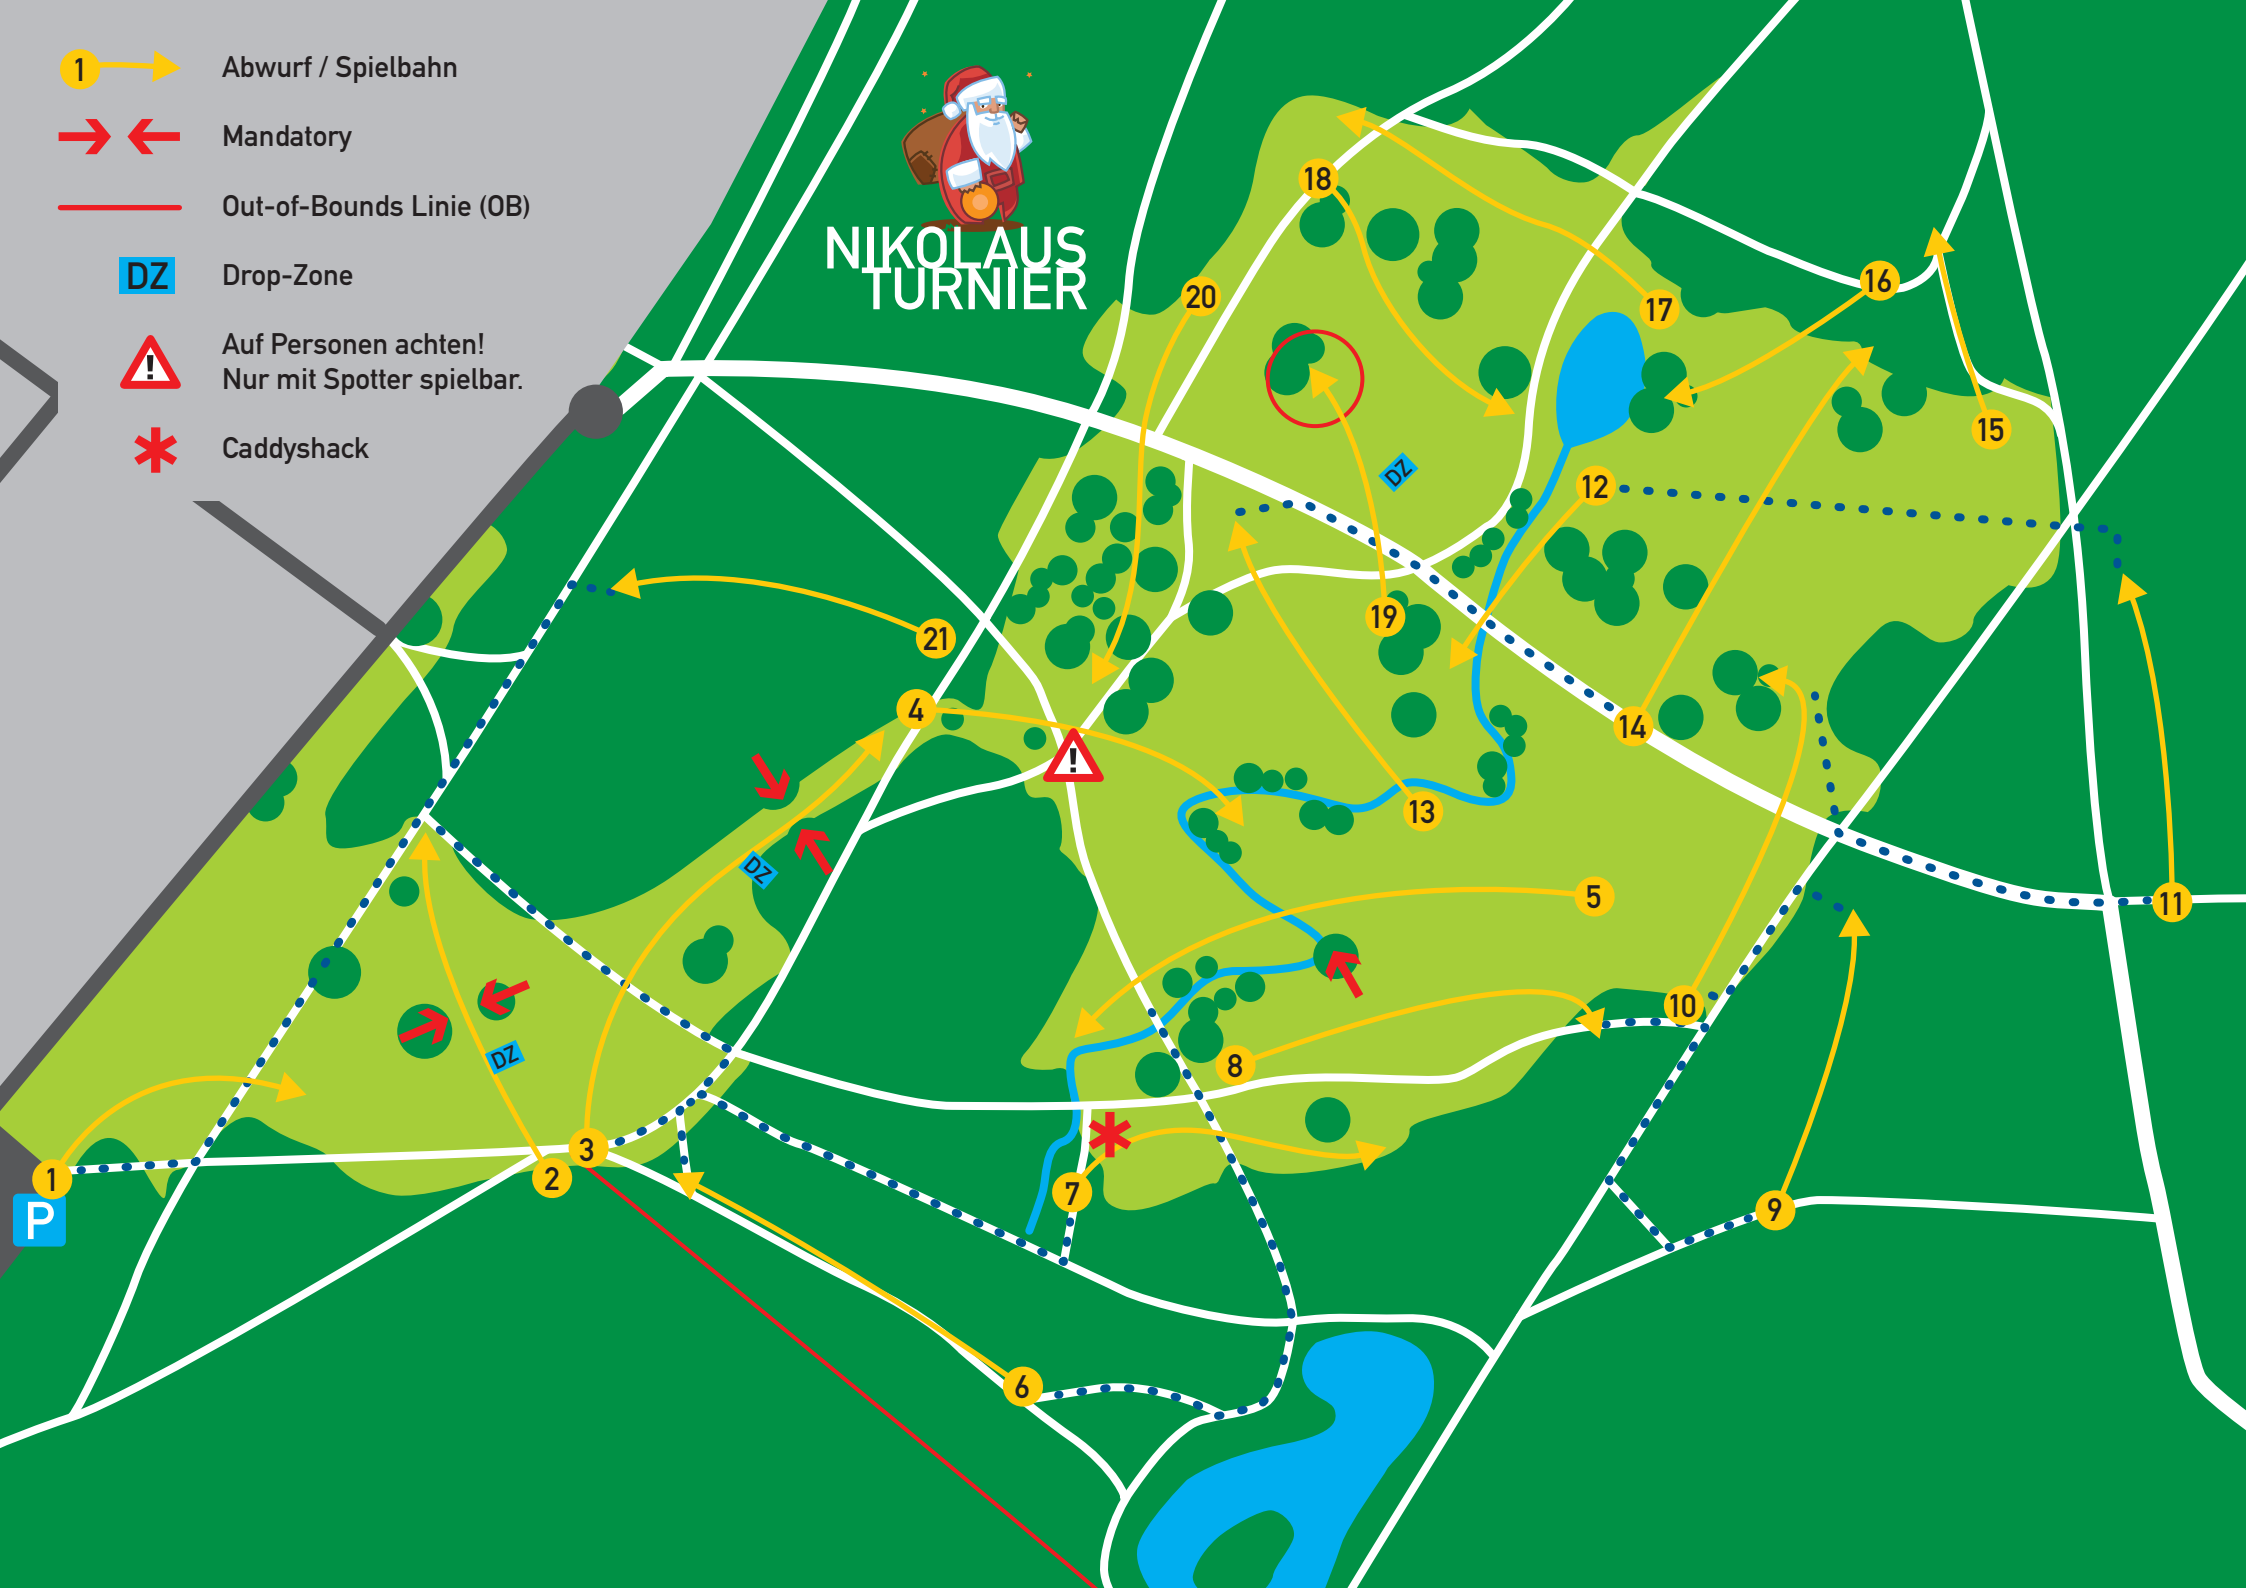 1
Abwurf / Spielbahn
Mandatory
Out-of-Bounds Linie (OB)
DZ
Drop-Zone
!
Auf Personen achten!
Nur mit Spotter spielbar.
Caddyshack
NIKOLAUS
TURNIER
18
20
16
17
15
DZ
12
19
21
4
14
!
13
DZ
5
10
11
DZ
8
3
2
1
7
9
P
6